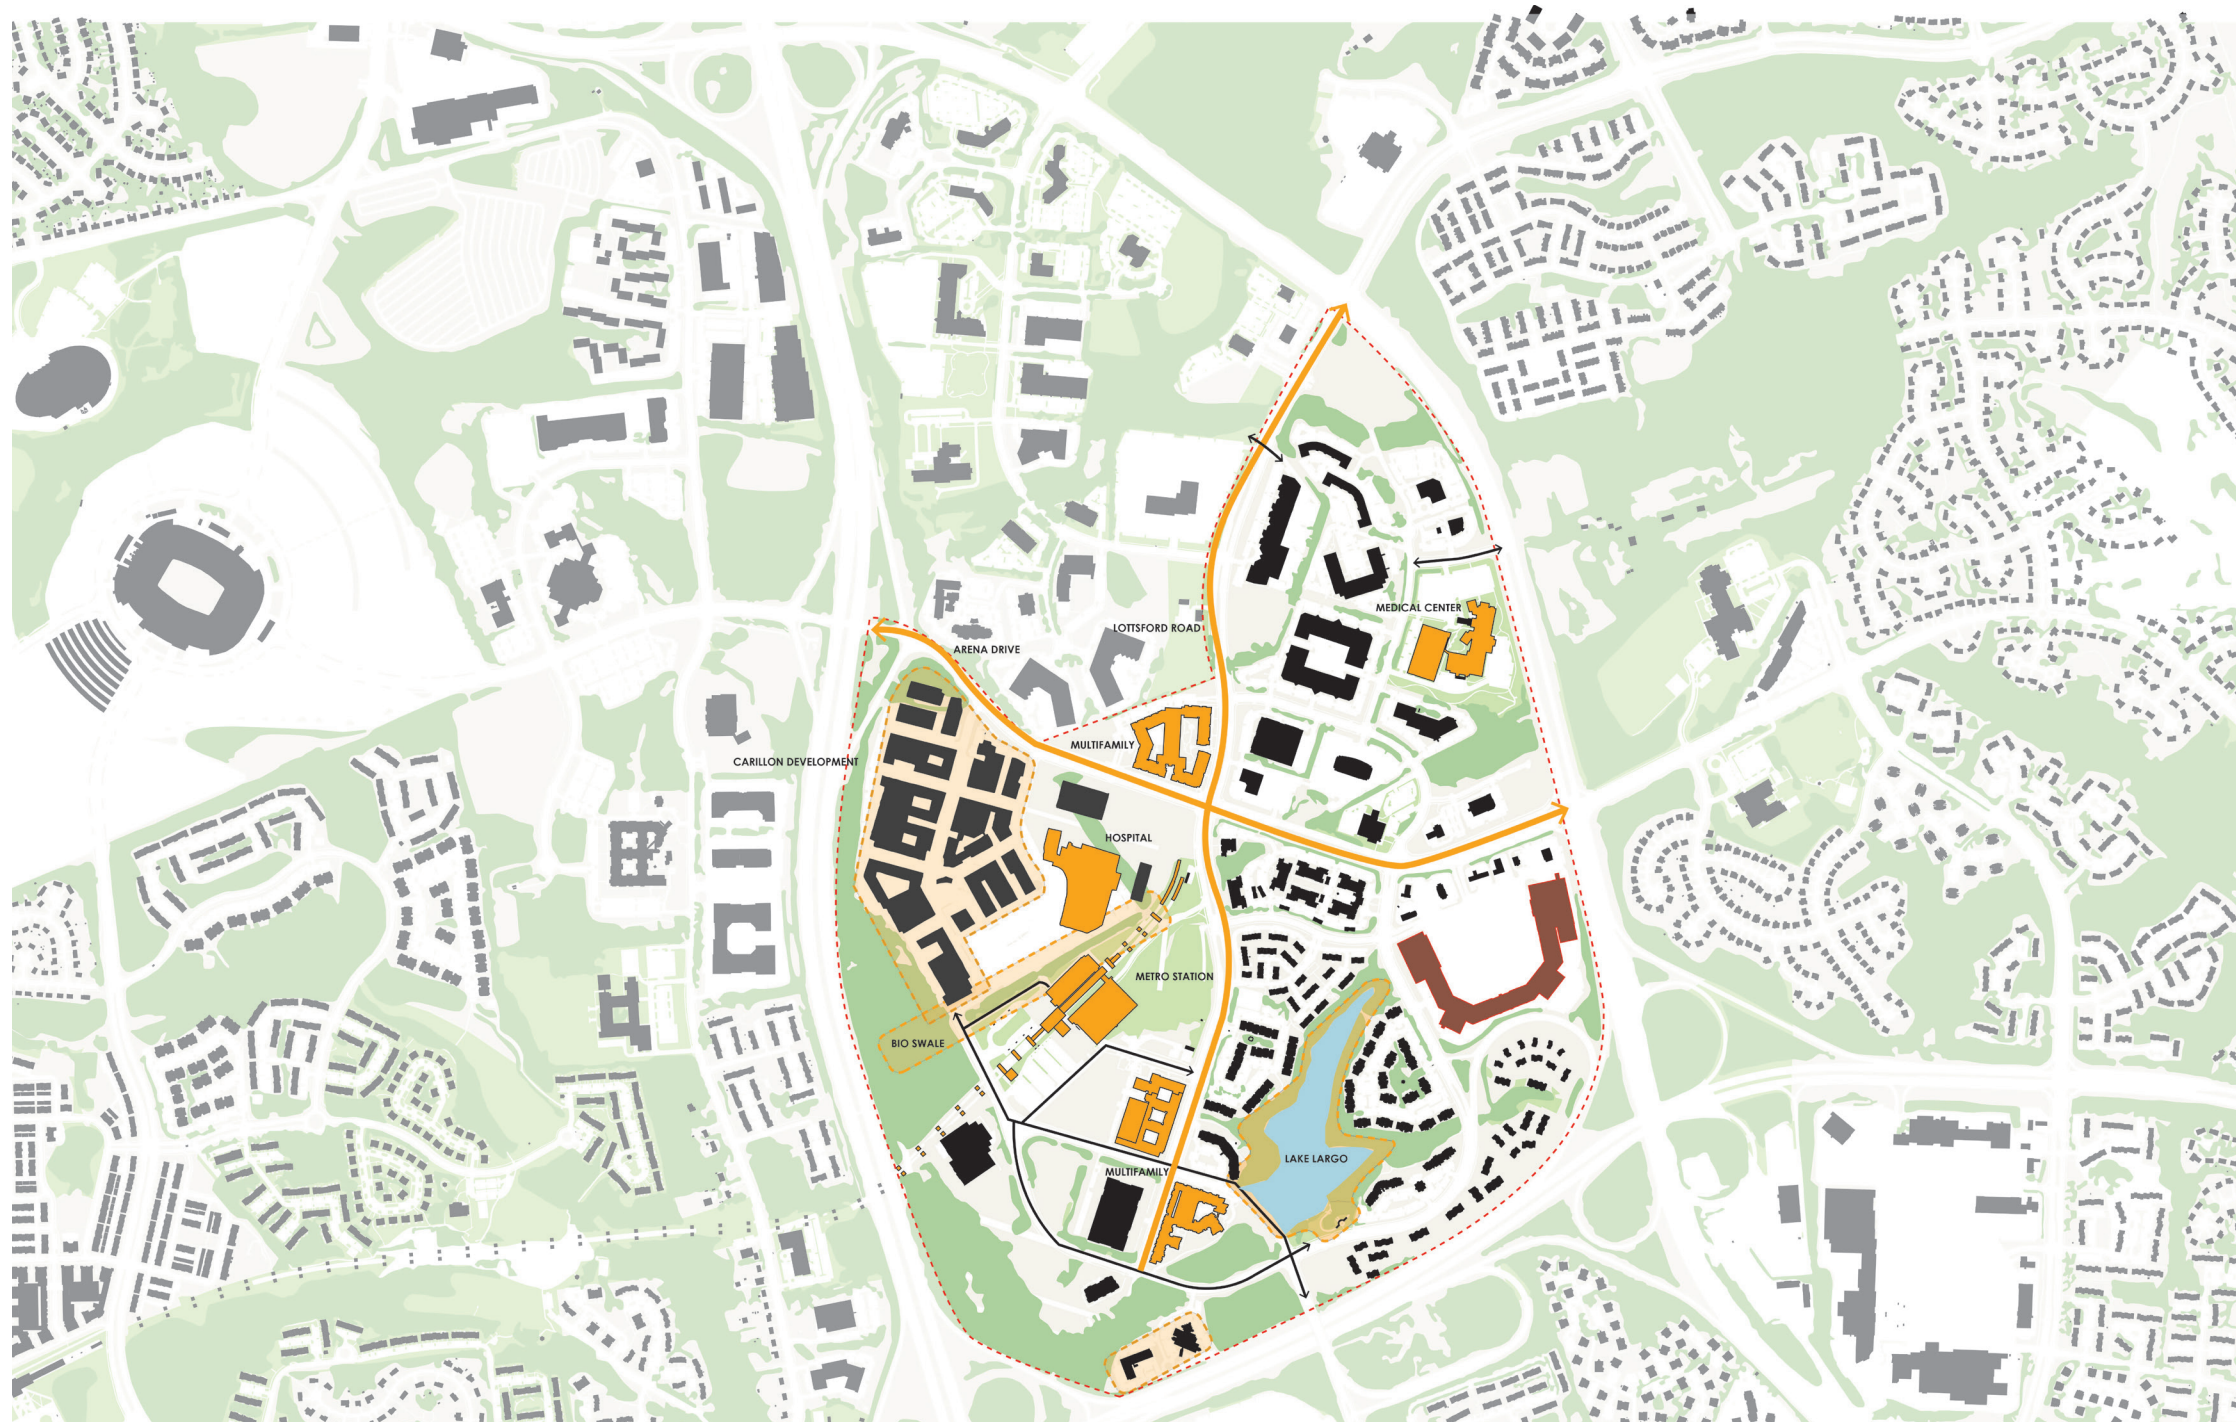 MEDICAL CENTER
LOTTSFORD ROAD
ARENA DRIVE
MULTIFAMILY
CARILLON DEVELOPMENT
HOSPITAL
METRO STATION
BIO SWALE
LAKE LARGO
MULTIFAMILY